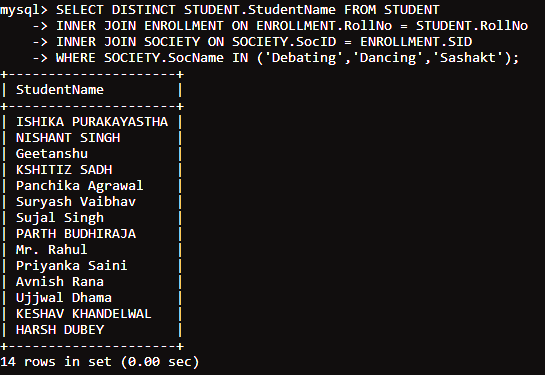 mysql> SELECT DISTINCT STUDENT.StudentName FROM STUDENT
    -> INNER JOIN ENROLLMENT ON ENROLLMENT.RollNo = STUDENT.RollNo
    -> INNER JOIN SOCIETY ON SOCIETY.SocID = ENROLLMENT.SID
    -> WHERE SOCIETY.SocName IN ('Debating','Dancing','Sashakt');
+---------------------+
| StudentName         |
+---------------------+
| ISHIKA PURAKAYASTHA |
| NISHANT SINGH       |
| Geetanshu           |
| KSHITIZ SADH        |
| Panchika Agrawal    |
| Suryash Vaibhav     |
| Sujal Singh         |
| PARTH BUDHIRAJA     |
| Mr. Rahul           |
| Priyanka Saini      |
| Avnish Rana         |
| Ujjwal Dhama        |
| KESHAV KHANDELWAL   |
| HARSH DUBEY         |
+---------------------+
14 rows in set (0.00 sec)